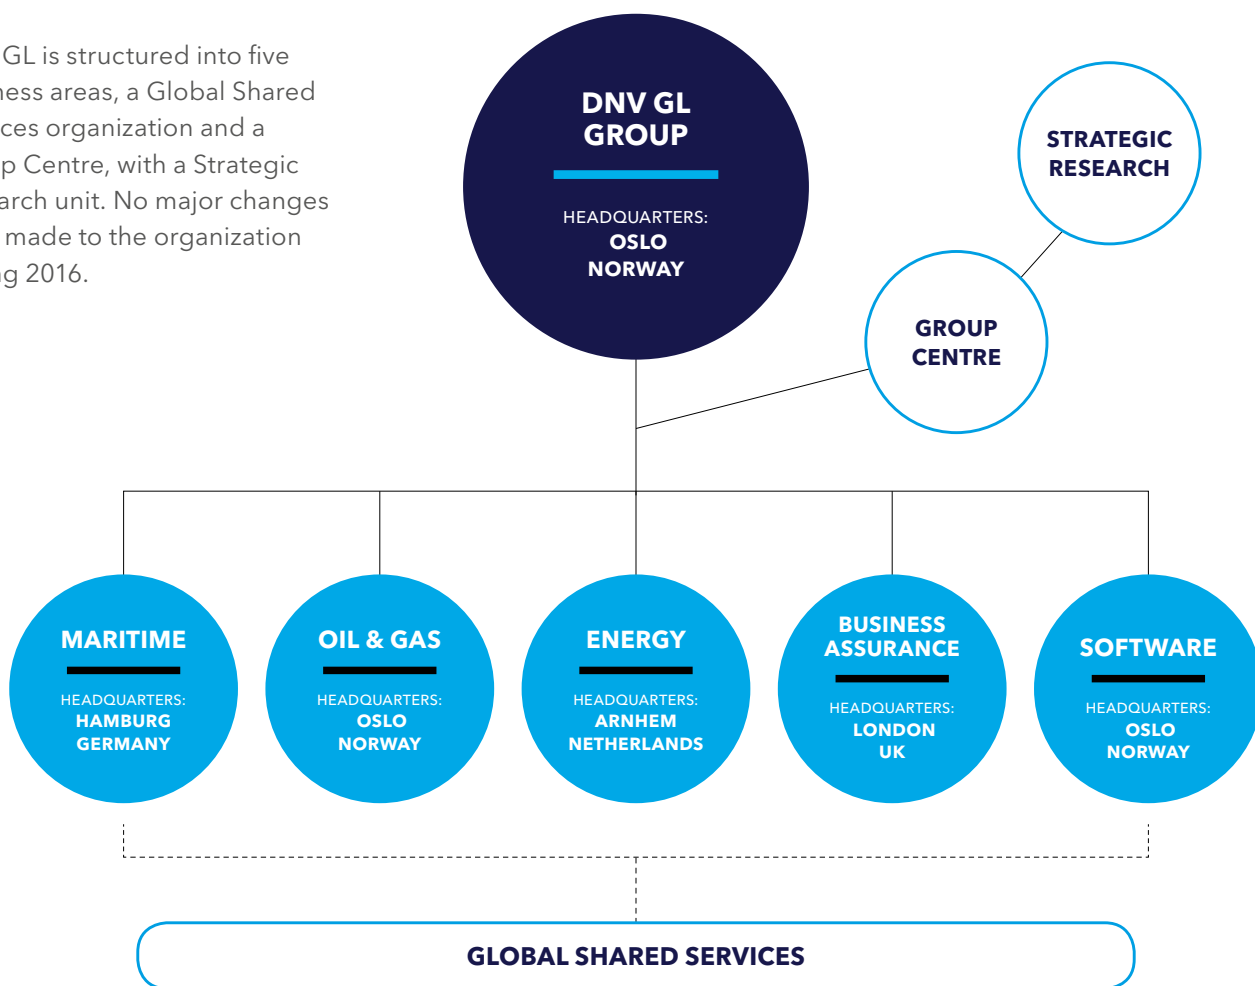 GL is structured into five
ness areas, a Global Shared
ces organization and a
p Centre, with a Strategic
arch unit. No major changes
made to the organization
g 2016.
DNV GL
GROUP
HEADQUARTERS:
OSLO
NORWAY
STRATEGIC
RESEARCH
GROUP
CENTRE
MARITIME
HEADQUARTERS:
HAMBURG
GERMANY
OIL & GAS
HEADQUARTERS:
OSLO
NORWAY
ENERGY
HEADQUARTERS:
ARNHEM
NETHERLANDS
BUSINESS
ASSURANCE
HEADQUARTERS:
LONDON
UK
SOFTWARE
HEADQUARTERS:
OSLO
NORWAY
GLOBAL SHARED SERVICES